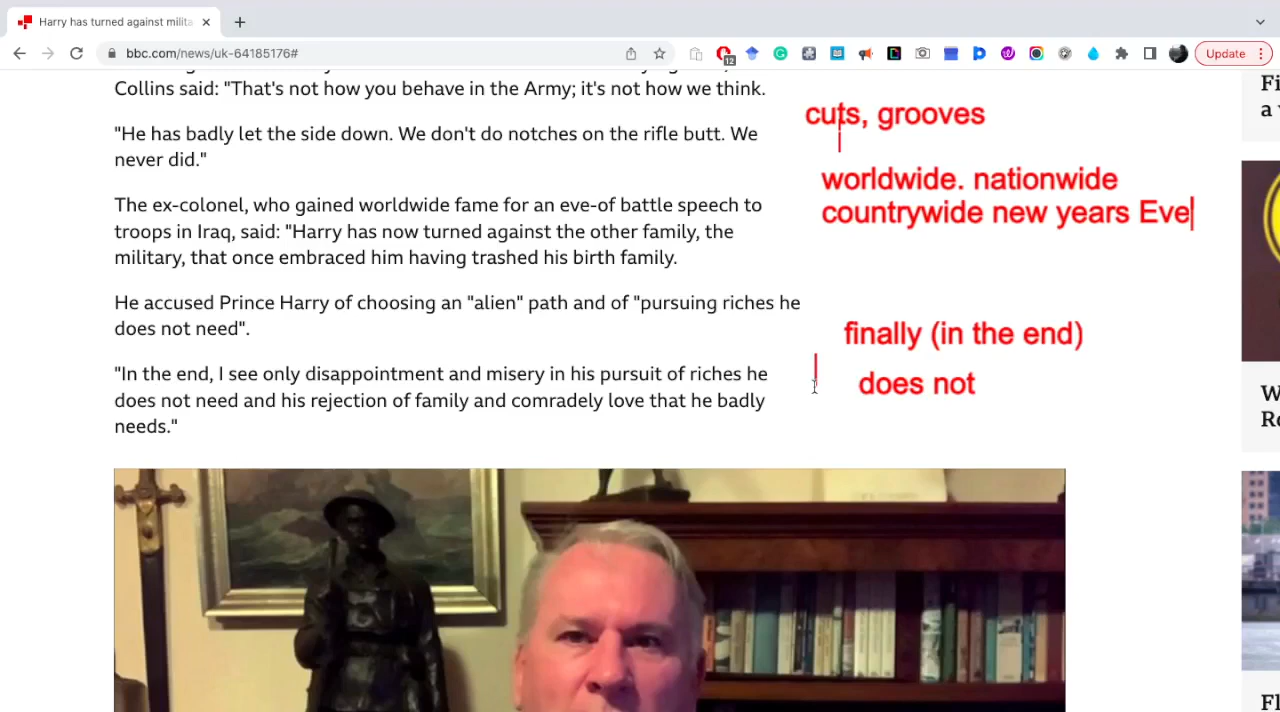 Harry has turned against milita
bbc.com/news/uk-64185176#
12
Update
Collins said: "That's not how you behave in the Army; it's not how we think.
cuts, grooves
"He has badly let the side down. We don't do notches on the rifle butt. We
never did."
worldwide. nationwide
countrywide new years Eve
The ex-colonel, who gained worldwide fame for an eve-of battle speech to
troops in Iraq, said: "Harry has now turned against the other family, the
military, that once embraced him having trashed his birth family.
He accused Prince Harry of choosing an "alien" path and of "pursuing riches he
does not need".
finally (in the end)
"In the end, I see only disappointment and misery in his pursuit of riches he
does not need and his rejection of family and comradely love that he badly
needs."
does not
Fi
a v
W
Ro
Fl